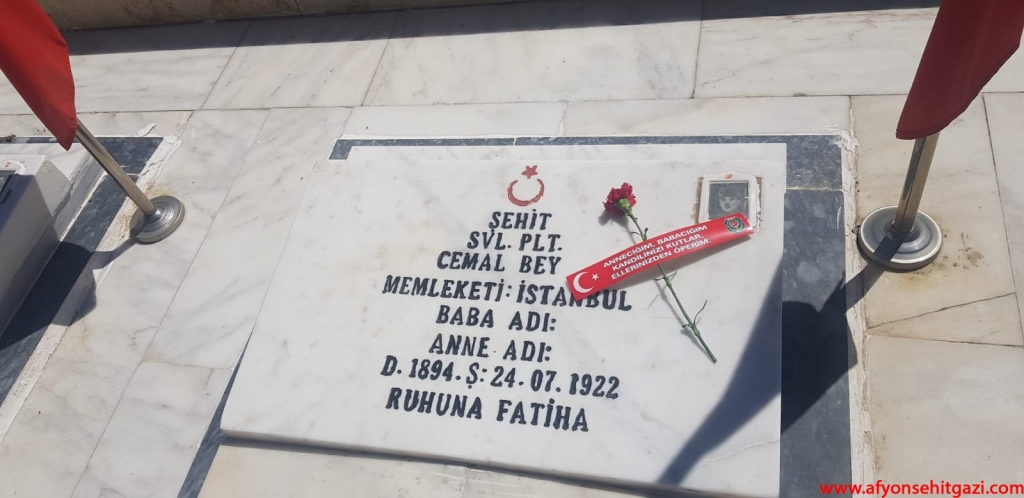 ŞEHİT
SVL. PLT.
CEMAL BEY
MEMLEKETİ: İSTANBUL
BABA ADI:
ANNE ADI:
D. 1894. Ş: 24. 07. 1922
RUHUNA FATİHA
ANNECİĞİM, BABACIĞIM
KANDİLİNİZİ KUTLAR,
ELLERİNİZDEN ÖPERİM.
www.afyonsehitgazi.com